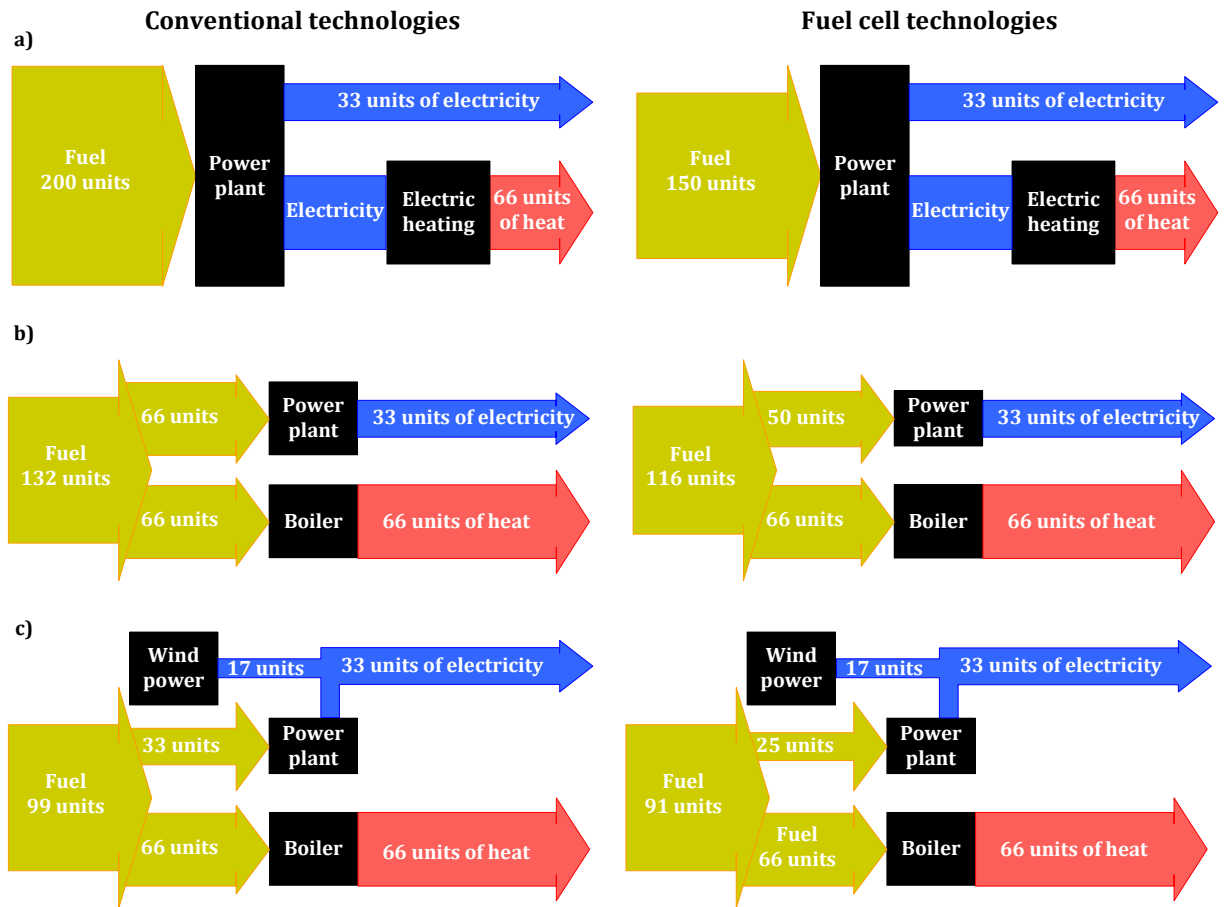 Conventional technologies
Fuel cell technologies
a)
Fuel
200 units
Power
plant
33 units of electricity
Electricity
Electric
heating
66 units
of heat
Fuel
150 units
Power
plant
33 units of electricity
Electricity
Electric
heating
66 units
of heat
b)
Fuel
132 units
66 units
Power
plant
33 units of electricity
66 units
Boiler
66 units of heat
Fuel
116 units
50 units
Power
plant
33 units of electricity
66 units
Boiler
66 units of heat
c)
Wind
power
17 units
33 units of electricity
Fuel
99 units
33 units
Power
plant
66 units
Boiler
66 units of heat
Wind
power
17 units
33 units of electricity
Fuel
91 units
25 units
Power
plant
Fuel
66 units
Boiler
66 units of heat